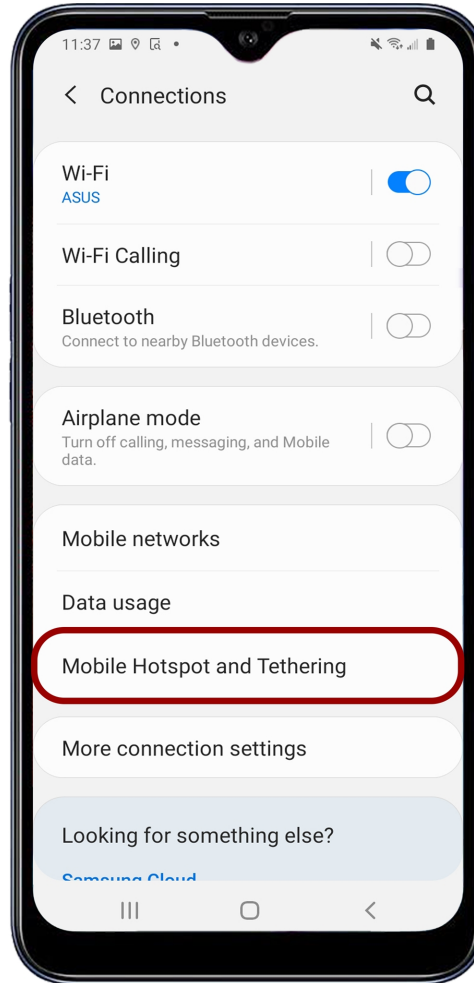 11:37
Connections
Wi-Fi
ASUS
Wi-Fi Calling
Bluetooth
Connect to nearby Bluetooth devices.
Airplane mode
Turn off calling, messaging, and Mobile
data.
Mobile networks
Data usage
Mobile Hotspot and Tethering
More connection settings
Looking for something else?
Samsung Cloud